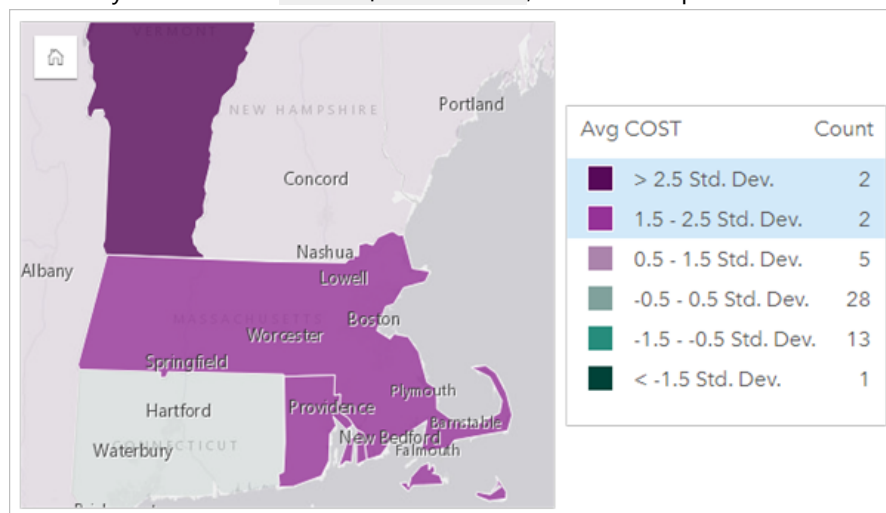 VERMONT
NEW HAMPSHIRE
Portland
Concord
Nashua
Albany
Lowell
MASSACHUSETTS
Boston
Worcester
Springfield
Plymouth
Hartford
Providence
Barnstable
New Bedford
CONNECTICUT
Waterbury
Falmouth
Avg COST Count
> 2.5 Std. Dev. 2
1.5 - 2.5 Std. Dev. 2
0.5 - 1.5 Std. Dev. 5
-0.5 - 0.5 Std. Dev. 28
-1.5 - -0.5 Std. Dev. 13
< -1.5 Std. Dev. 1